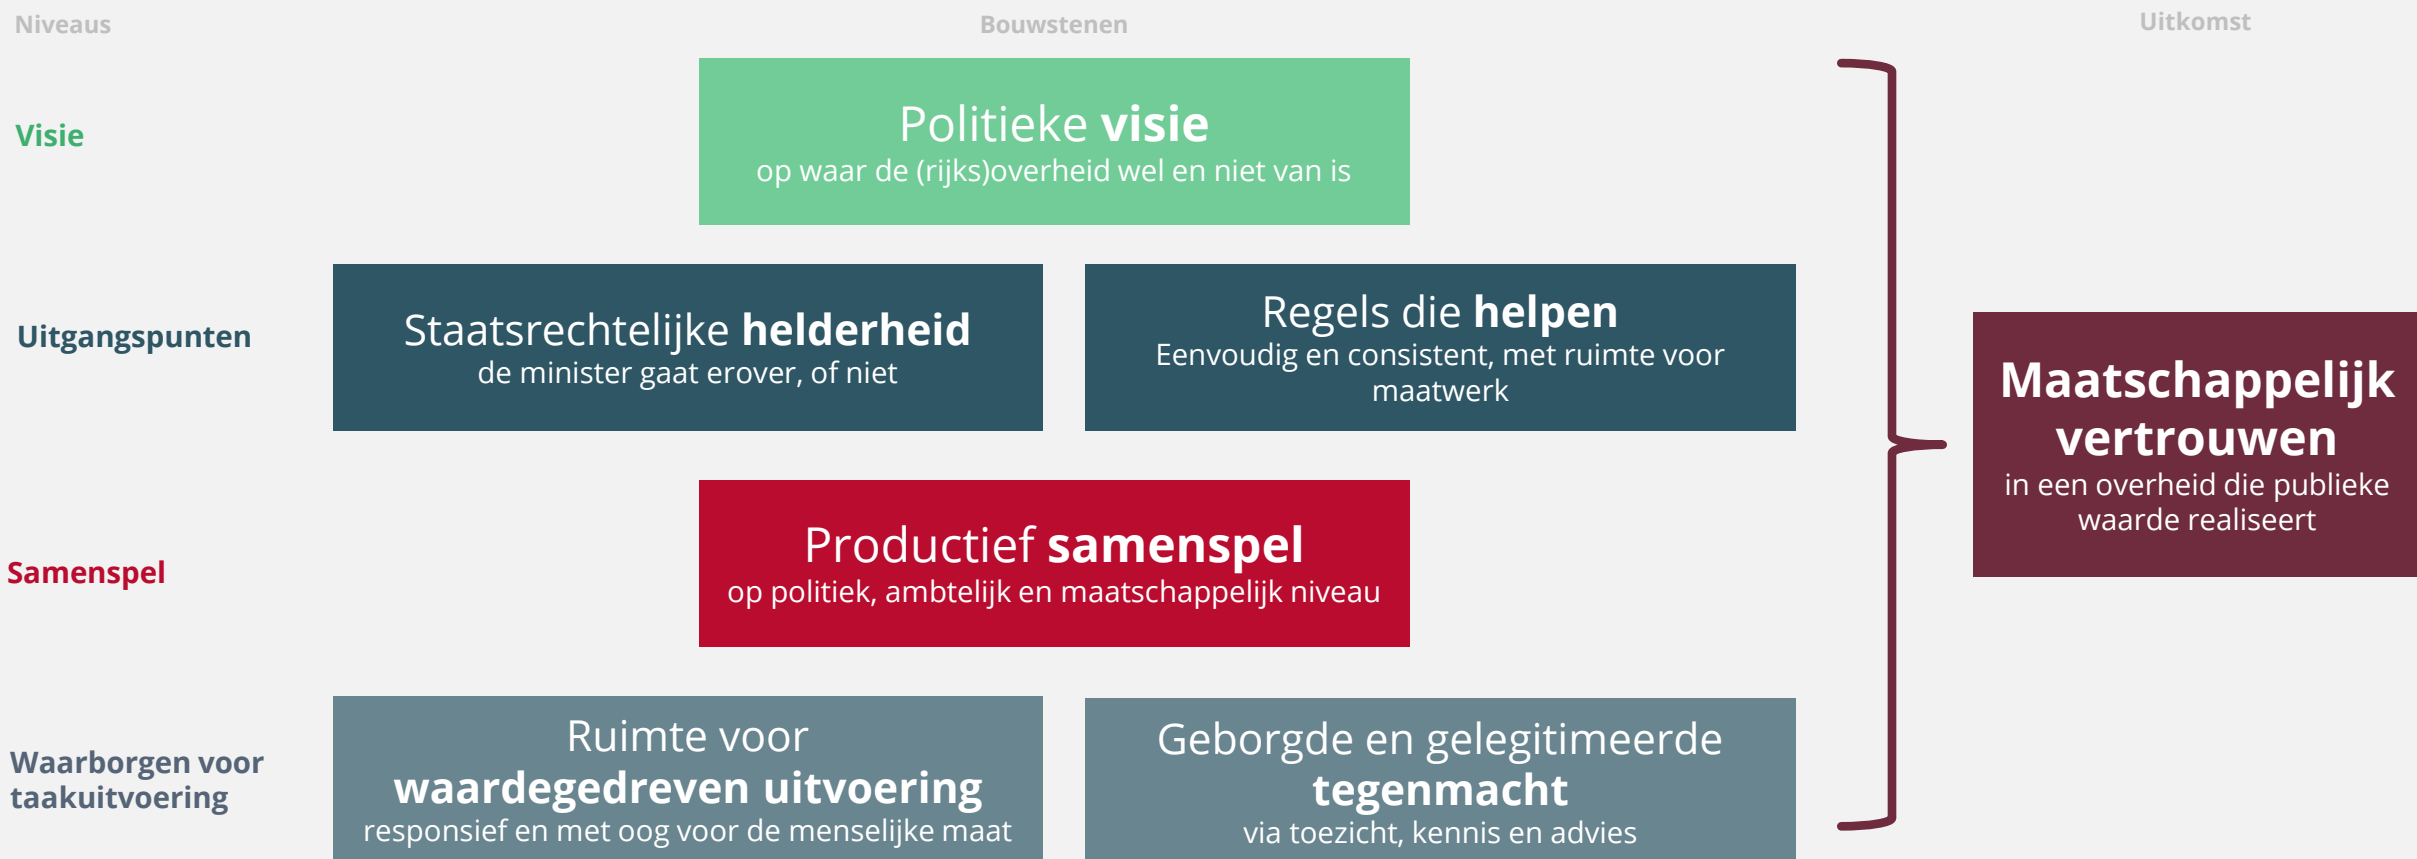 Niveaus
Bouwstenen
Uitkomst
Visie
Politieke visie
op waar de (rijks)overheid wel en niet van is
Uitgangspunten
Staatsrechtelijke helderheid
de minister gaat erover, of niet
Regels die helpen
Eenvoudig en consistent, met ruimte voor
maatwerk
Samenspel
Productief samenspel
op politiek, ambtelijk en maatschappelijk niveau
Waarborgen voor
taakuitvoering
Ruimte voor
waardegedreven uitvoering
responsief en met oog voor de menselijke maat
Geborgde en gelegitimeerde
tegenmacht
via toezicht, kennis en advies
Maatschappelijk
vertrouwen
in een overheid die publieke
waarde realiseert